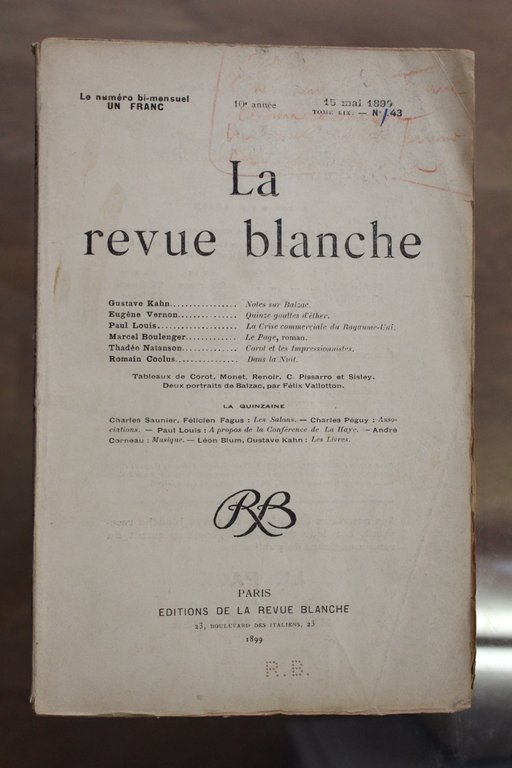 Le numéro bi-mensuel
UN FRANC
10e année
15 mai 1899
TOME XIX. — No 143
La
revue blanche
Gustave Kahn................ Notes sur Balzac.
Eugène Vernon.............. Quinze gouttes d'éther.
Paul Louis................... La Crise commerciale du Royaume-Uni.
Marcel Boulenger............ Le Page, roman.
Thadée Natanson............. Corot et les Impressionnistes.
Romain Coolus............... Dans la Nuit.
Tableaux de Corot, Monet, Renoir, C. Pissarro et Sisley.
Deux portraits de Balzac, par Félix Vallotton.
LA QUINZAINE
Charles Saunier, Félicien Fagus : Les Salons. — Charles Péguy : Asso-
ciations. — Paul Louis : A propos de la Conférence de La Haye. — André
Corneau : Musique. — Léon Blum, Gustave Kahn : Les Livres.
RB
PARIS
EDITIONS DE LA REVUE BLANCHE
23, BOULEVARD DES ITALIENS, 23
1899
R.B.